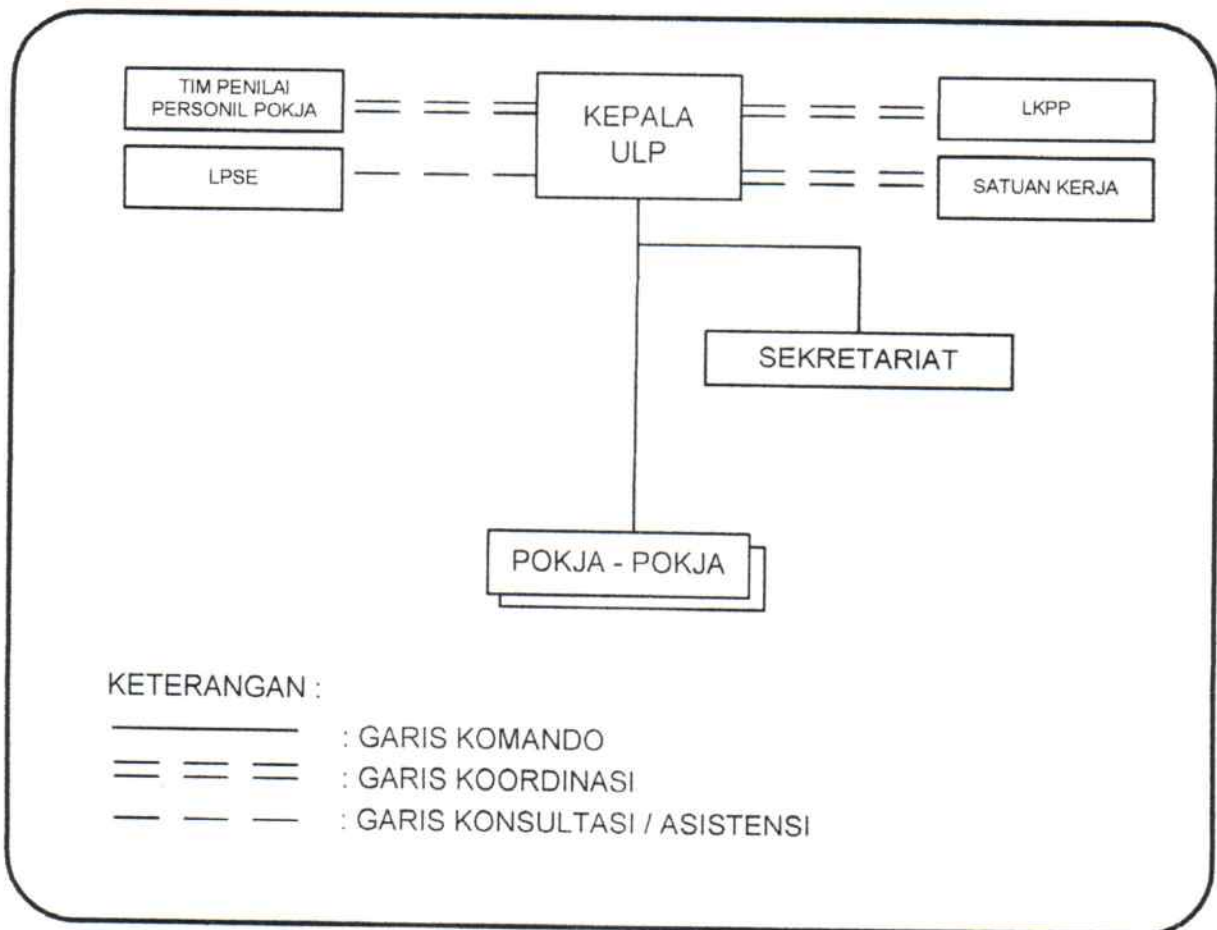 TIM PENILAI
PERSONIL POKJA
KEPALA
ULP
LKPP
LPSE
SATUAN KERJA
SEKRETARIAT
POKJA - POKJA
KETERANGAN :
: GARIS KOMANDO
: GARIS KOORDINASI
: GARIS KONSULTASI / ASISTENSI